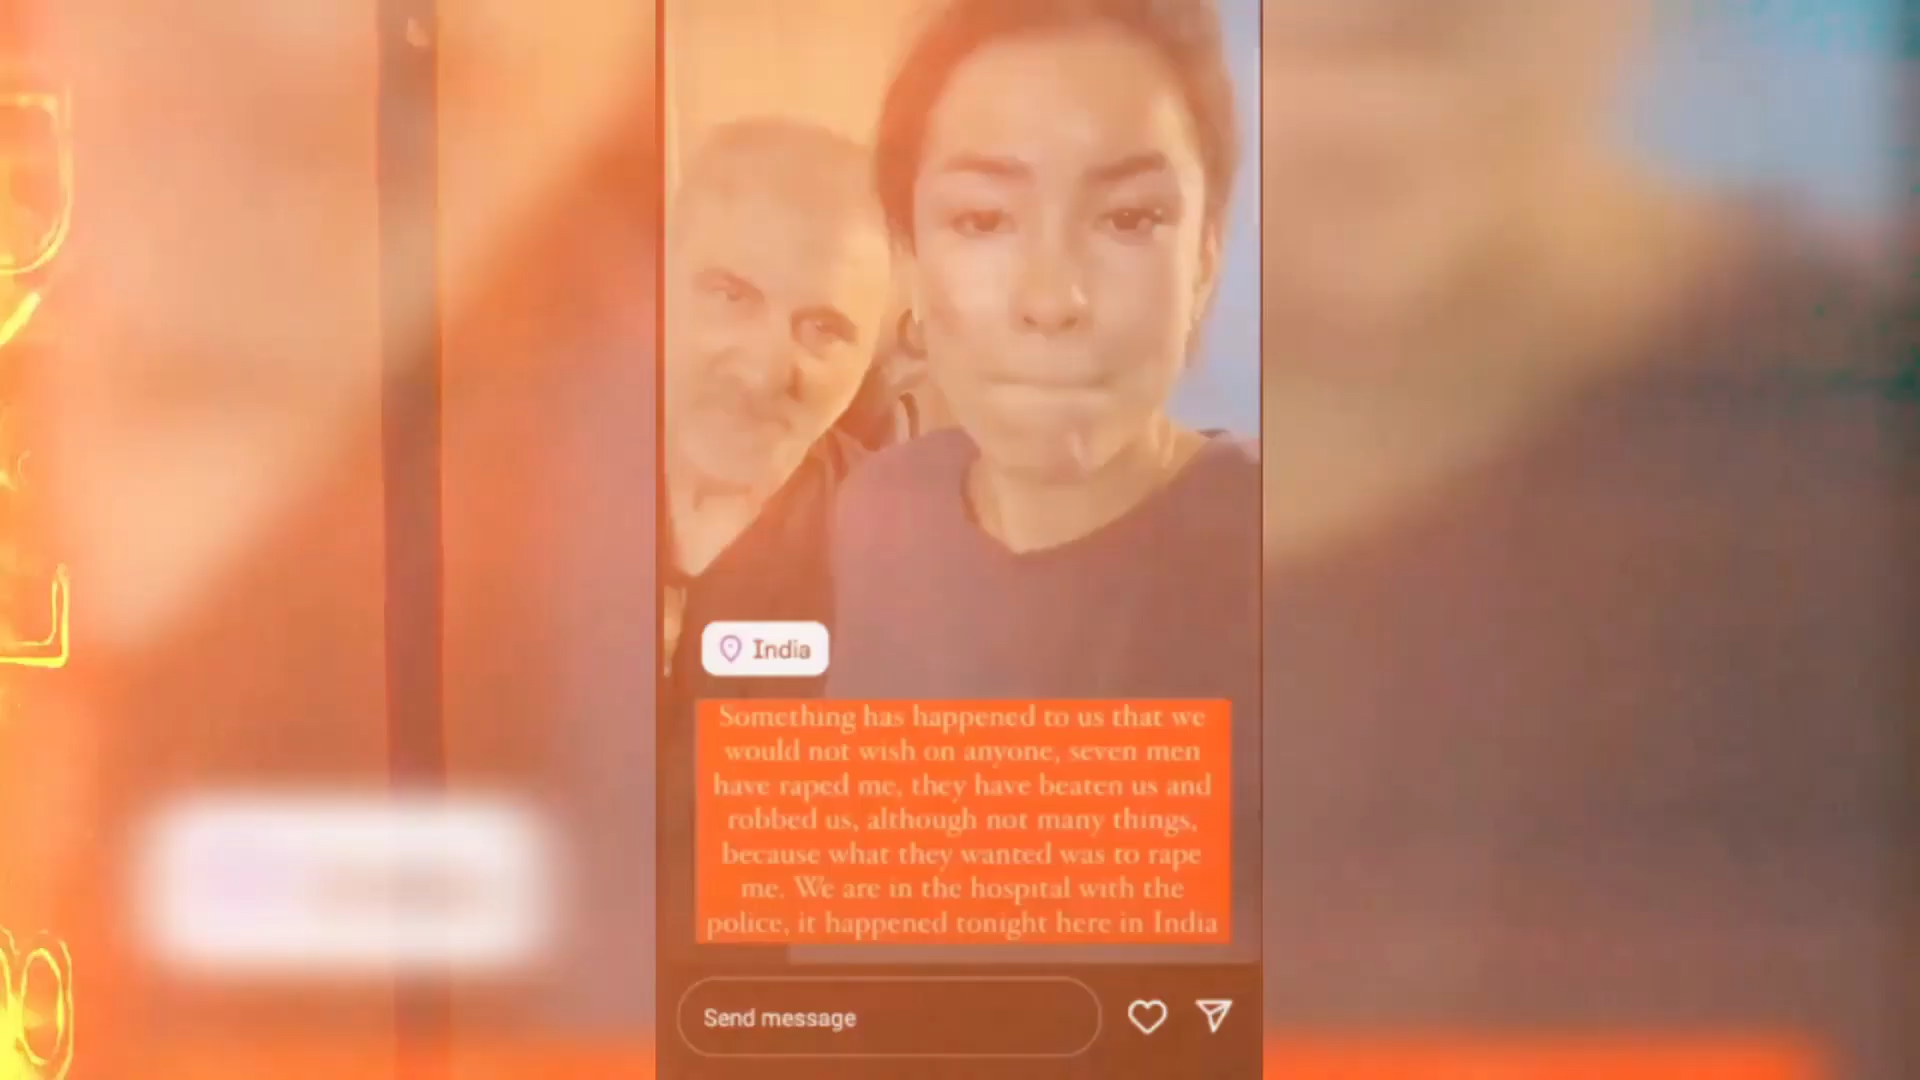 India
Something has happened to us that we
would not wish on anyone, seven men
have raped me, they have beaten us and
robbed us, although not many things,
because what they wanted was to rape
me. We are in the hospital with the
police, it happened tonight here in India
Send message